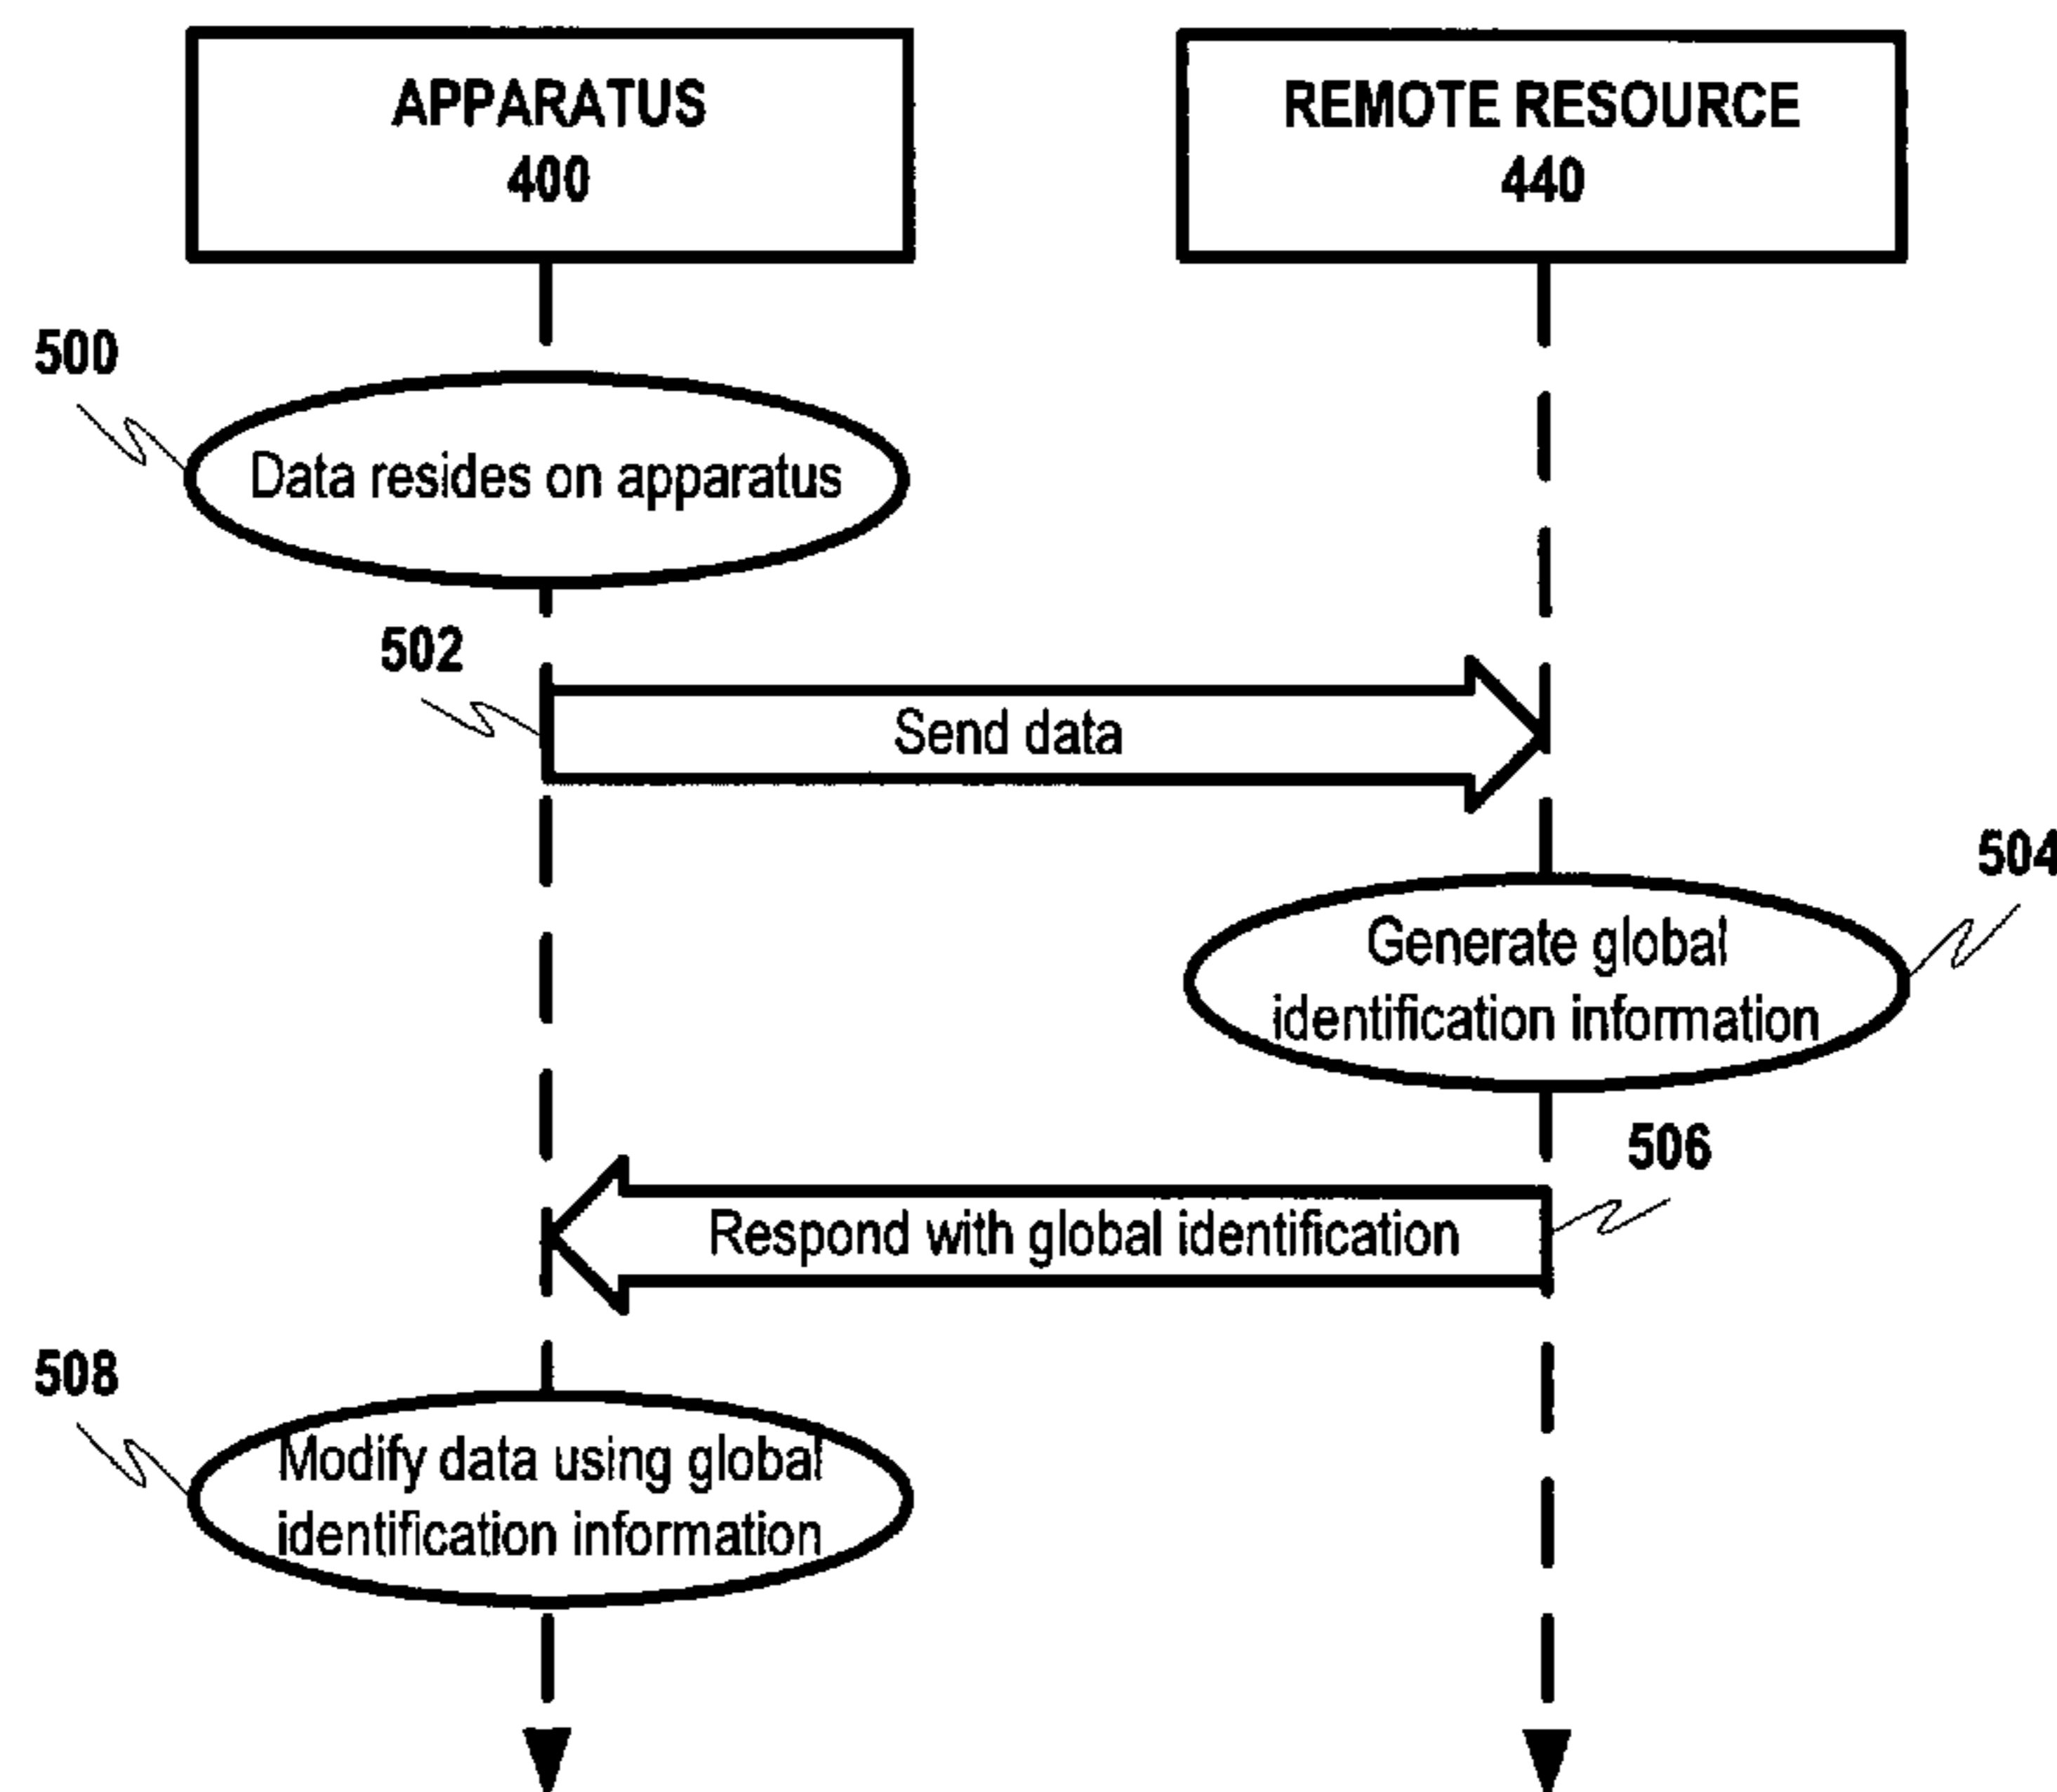 APPARATUS
400
REMOTE RESOURCE
440
500
Data resides on apparatus
502
Send data
504
Generate global
identification information
506
Respond with global identification
508
Modify data using global
identification information